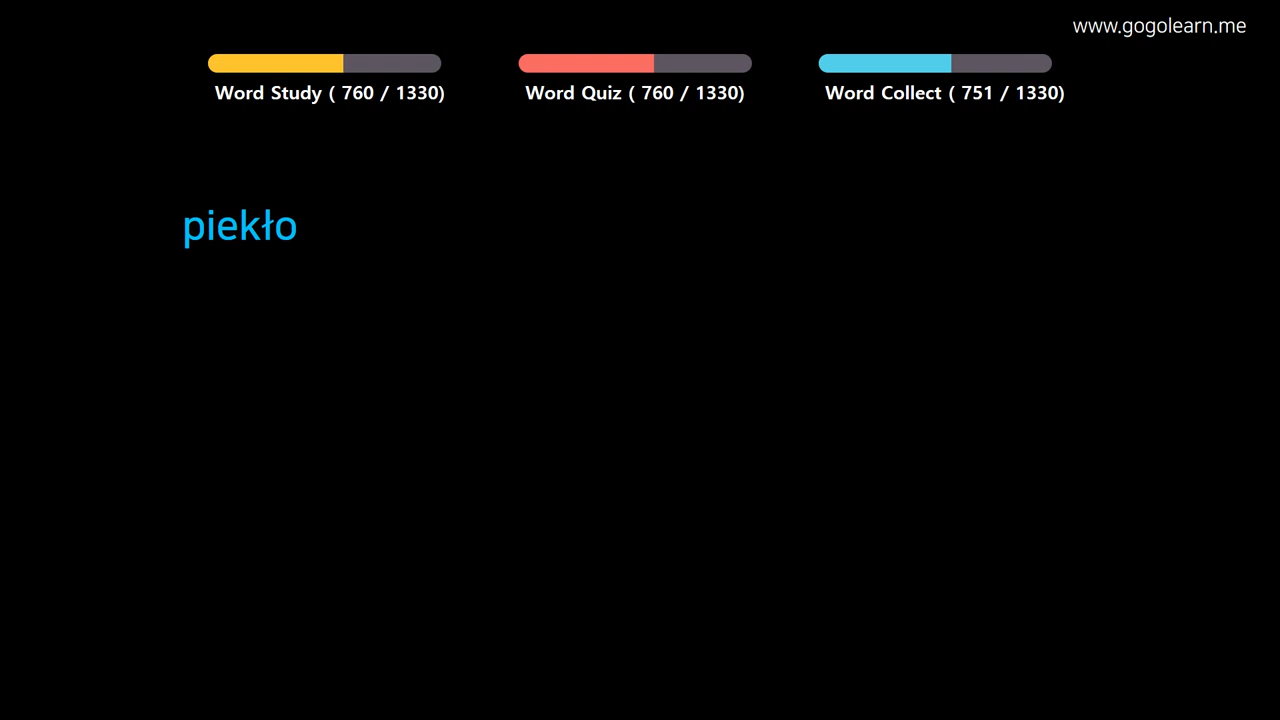 www.gogolearn.me
Word Study ( 760 / 1330)
Word Quiz ( 760 / 1330)
Word Collect ( 751 / 1330)
piekło